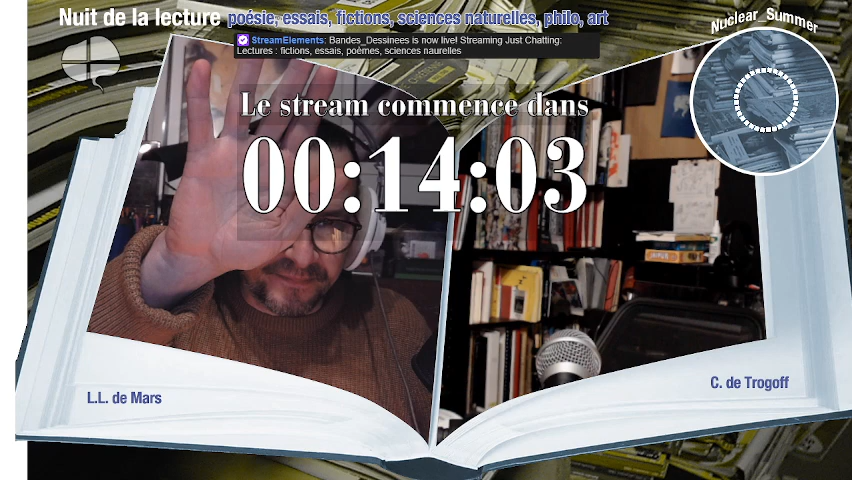 Nuit de la lecture poésie, essais, fictions, sciences naturelles, philo, art
Nuclear_Summer
StreamElements: Bandes_Dessinees is now live! Streaming Just Chatting:
Lectures : fictions, essais, poèmes, sciences naurelles
Le stream commence dans
00:14:03
L.L. de Mars
C. de Trogoff